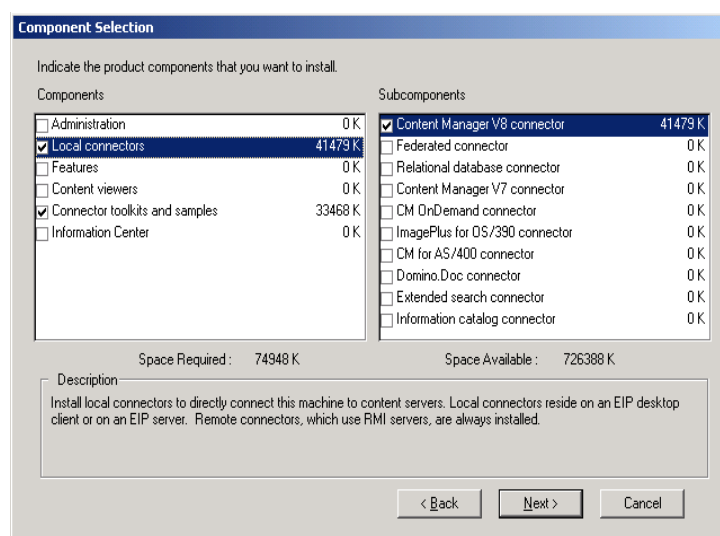 Component Selection
Indicate the product components that you want to install.
Components
Administration 0 K
Local connectors 41479 K
Features 0 K
Content viewers 0 K
Connector toolkits and samples 33468 K
Information Center 0 K
Subcomponents
Content Manager V8 connector 41479 K
Federated connector 0 K
Relational database connector 0 K
Content Manager V7 connector 0 K
CM OnDemand connector 0 K
ImagePlus for OS/390 connector 0 K
CM for AS/400 connector 0 K
Domino.Doc connector 0 K
Extended search connector 0 K
Information catalog connector 0 K
Space Required : 74948 K
Space Available : 726388 K
Description
Install local connectors to directly connect this machine to content servers. Local connectors reside on an EIP desktop
client or on an EIP server. Remote connectors, which use RMI servers, are always installed.
< Back
Next >
Cancel